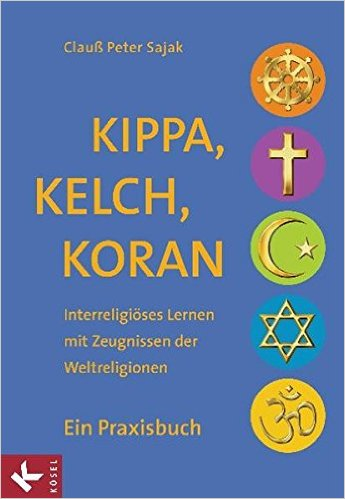 Clauß Peter Sajak
KIPPA,
KELCH,
KORAN
Interreligiöses Lernen
mit Zeugnissen der
Weltreligionen
Ein Praxisbuch
KÖSEL